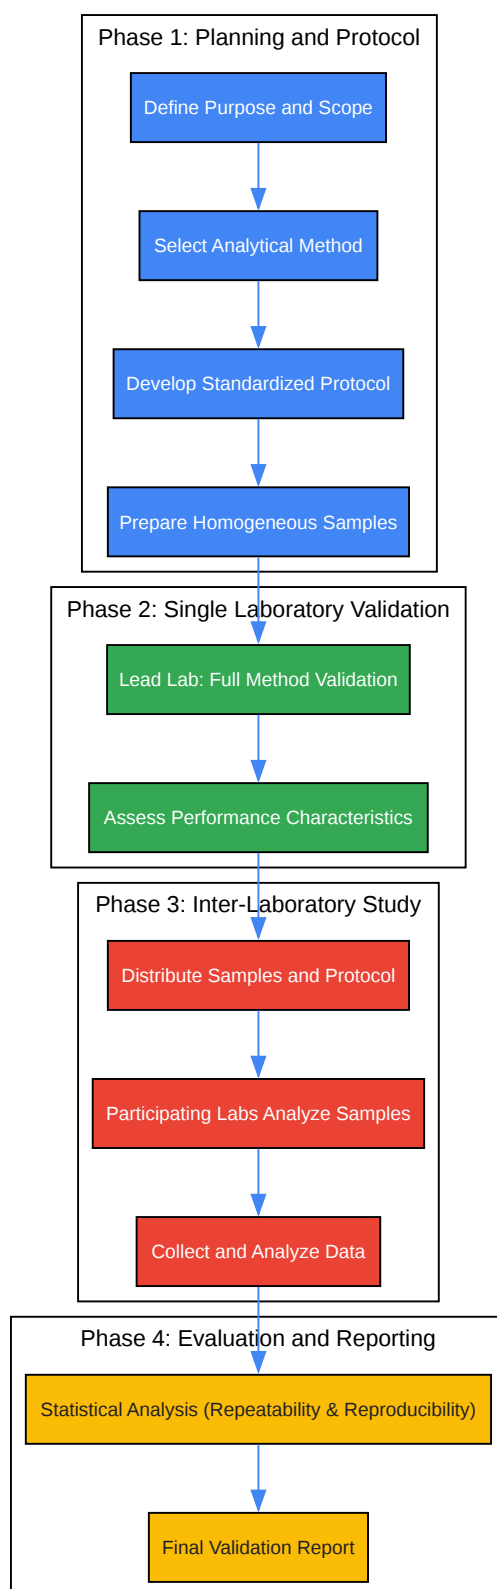 Phase 1: Planning and Protocol
Define Purpose and Scope
Select Analytical Method
Develop Standardized Protocol
Prepare Homogeneous Samples
Phase 2: Single Laboratory Validation
Lead Lab: Full Method Validation
Assess Performance Characteristics
Phase 3: Inter-Laboratory Study
Distribute Samples and Protocol
Participating Labs Analyze Samples
Collect and Analyze Data
Phase 4: Evaluation and Reporting
Statistical Analysis (Repeatability & Reproducibility)
Final Validation Report